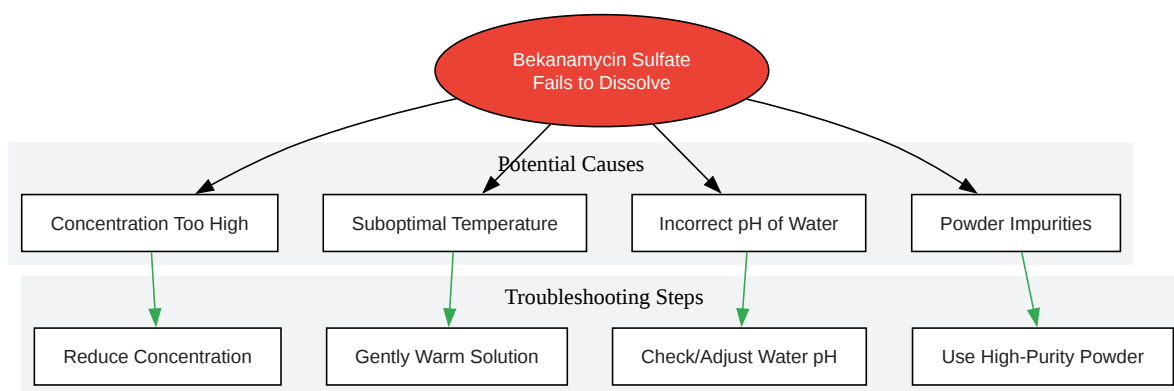 Bekanamycin Sulfate
Fails to Dissolve
Potential Causes
Concentration Too High
Suboptimal Temperature
Incorrect pH of Water
Powder Impurities
Troubleshooting Steps
Reduce Concentration
Gently Warm Solution
Check/Adjust Water pH
Use High-Purity Powder